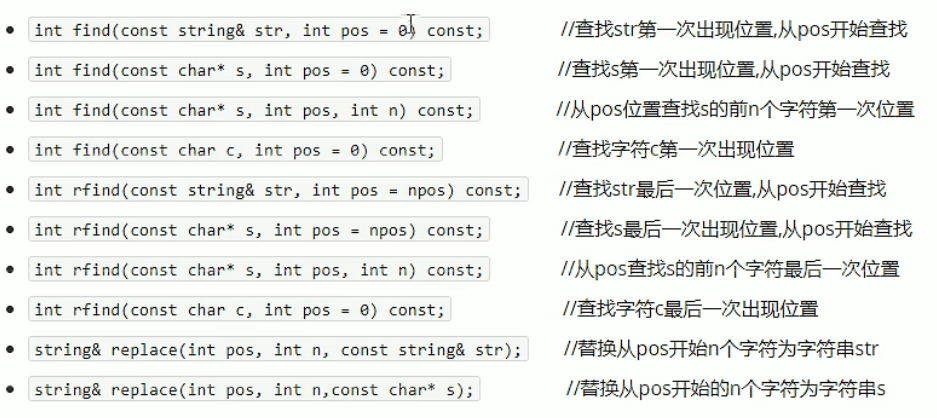 int find(const string& str, int pos = 0) const; //查找str第一次出现位置,从pos开始查找
int find(const char* s, int pos = 0) const; //查找s第一次出现位置,从pos开始查找
int find(const char* s, int pos, int n) const; //从pos位置查找s的前n个字符第一次位置
int find(const char c, int pos = 0) const; //查找字符c第一次出现位置
int rfind(const string& str, int pos = npos) const; //查找str最后一次位置,从pos开始查找
int rfind(const char* s, int pos = npos) const; //查找s最后一次出现位置,从pos开始查找
int rfind(const char* s, int pos, int n) const; //从pos查找s的前n个字符最后一次位置
int rfind(const char c, int pos = 0) const; //查找字符c最后一次出现位置
string& replace(int pos, int n, const string& str); //替换从pos开始n个字符为字符串str
string& replace(int pos, int n,const char* s); //替换从pos开始的n个字符为字符串s